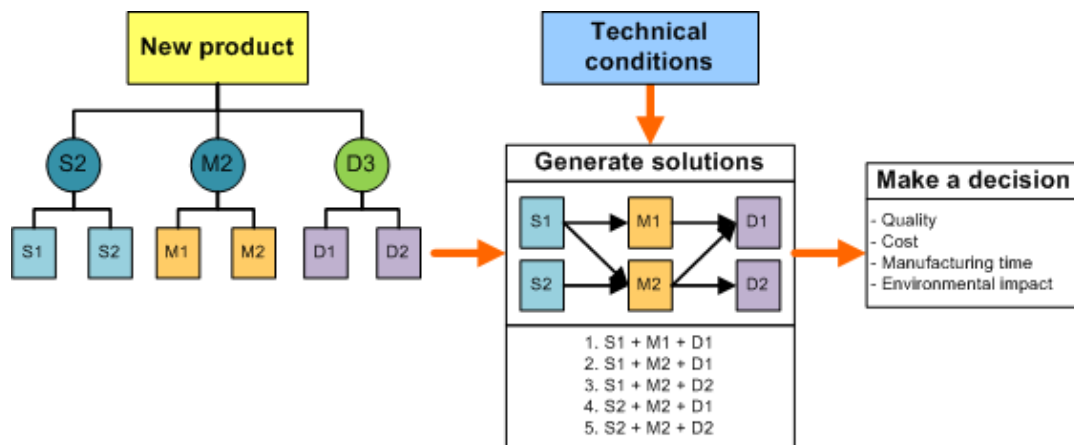 New product
Technical
conditions
S2
M2
D3
S1
S2
M1
M2
D1
D2
Generate solutions
S1
M1
D1
S2
M2
D2
1. S1 + M1 + D1
2. S1 + M2 + D1
3. S1 + M2 + D2
4. S2 + M2 + D1
5. S2 + M2 + D2
Make a decision
- Quality
- Cost
- Manufacturing time
- Environmental impact